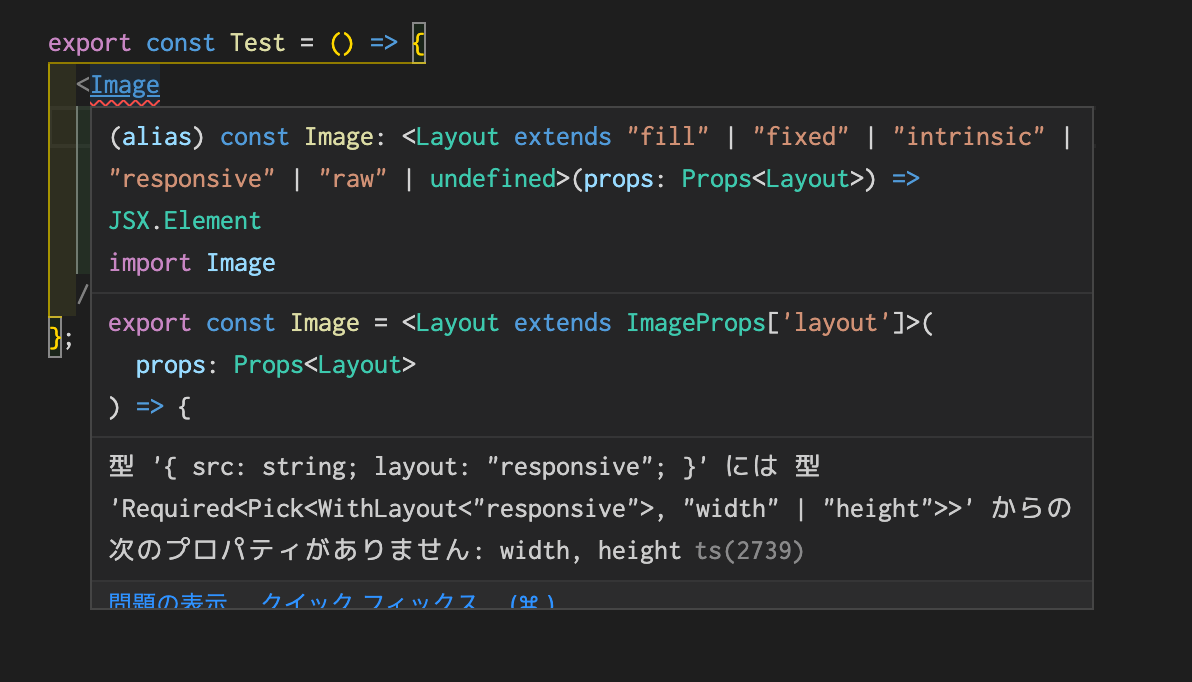 export const Test = () => {
<Image
(alias) const Image: <Layout extends "fill" | "fixed" | "intrinsic" |
"responsive" | "raw" | undefined>(props: Props<Layout>) =>
JSX.Element
import Image
/
export const Image = <Layout extends ImageProps['layout']>(
props: Props<Layout>
};
) => {
型 '{ src: string; layout: "responsive"; }' には 型
'Required<Pick<WithLayout<"responsive">, "width" | "height">>' からの
次のプロパティがありません: width, height ts(2739)
問題の表示 クイック フィックス (⌘.)